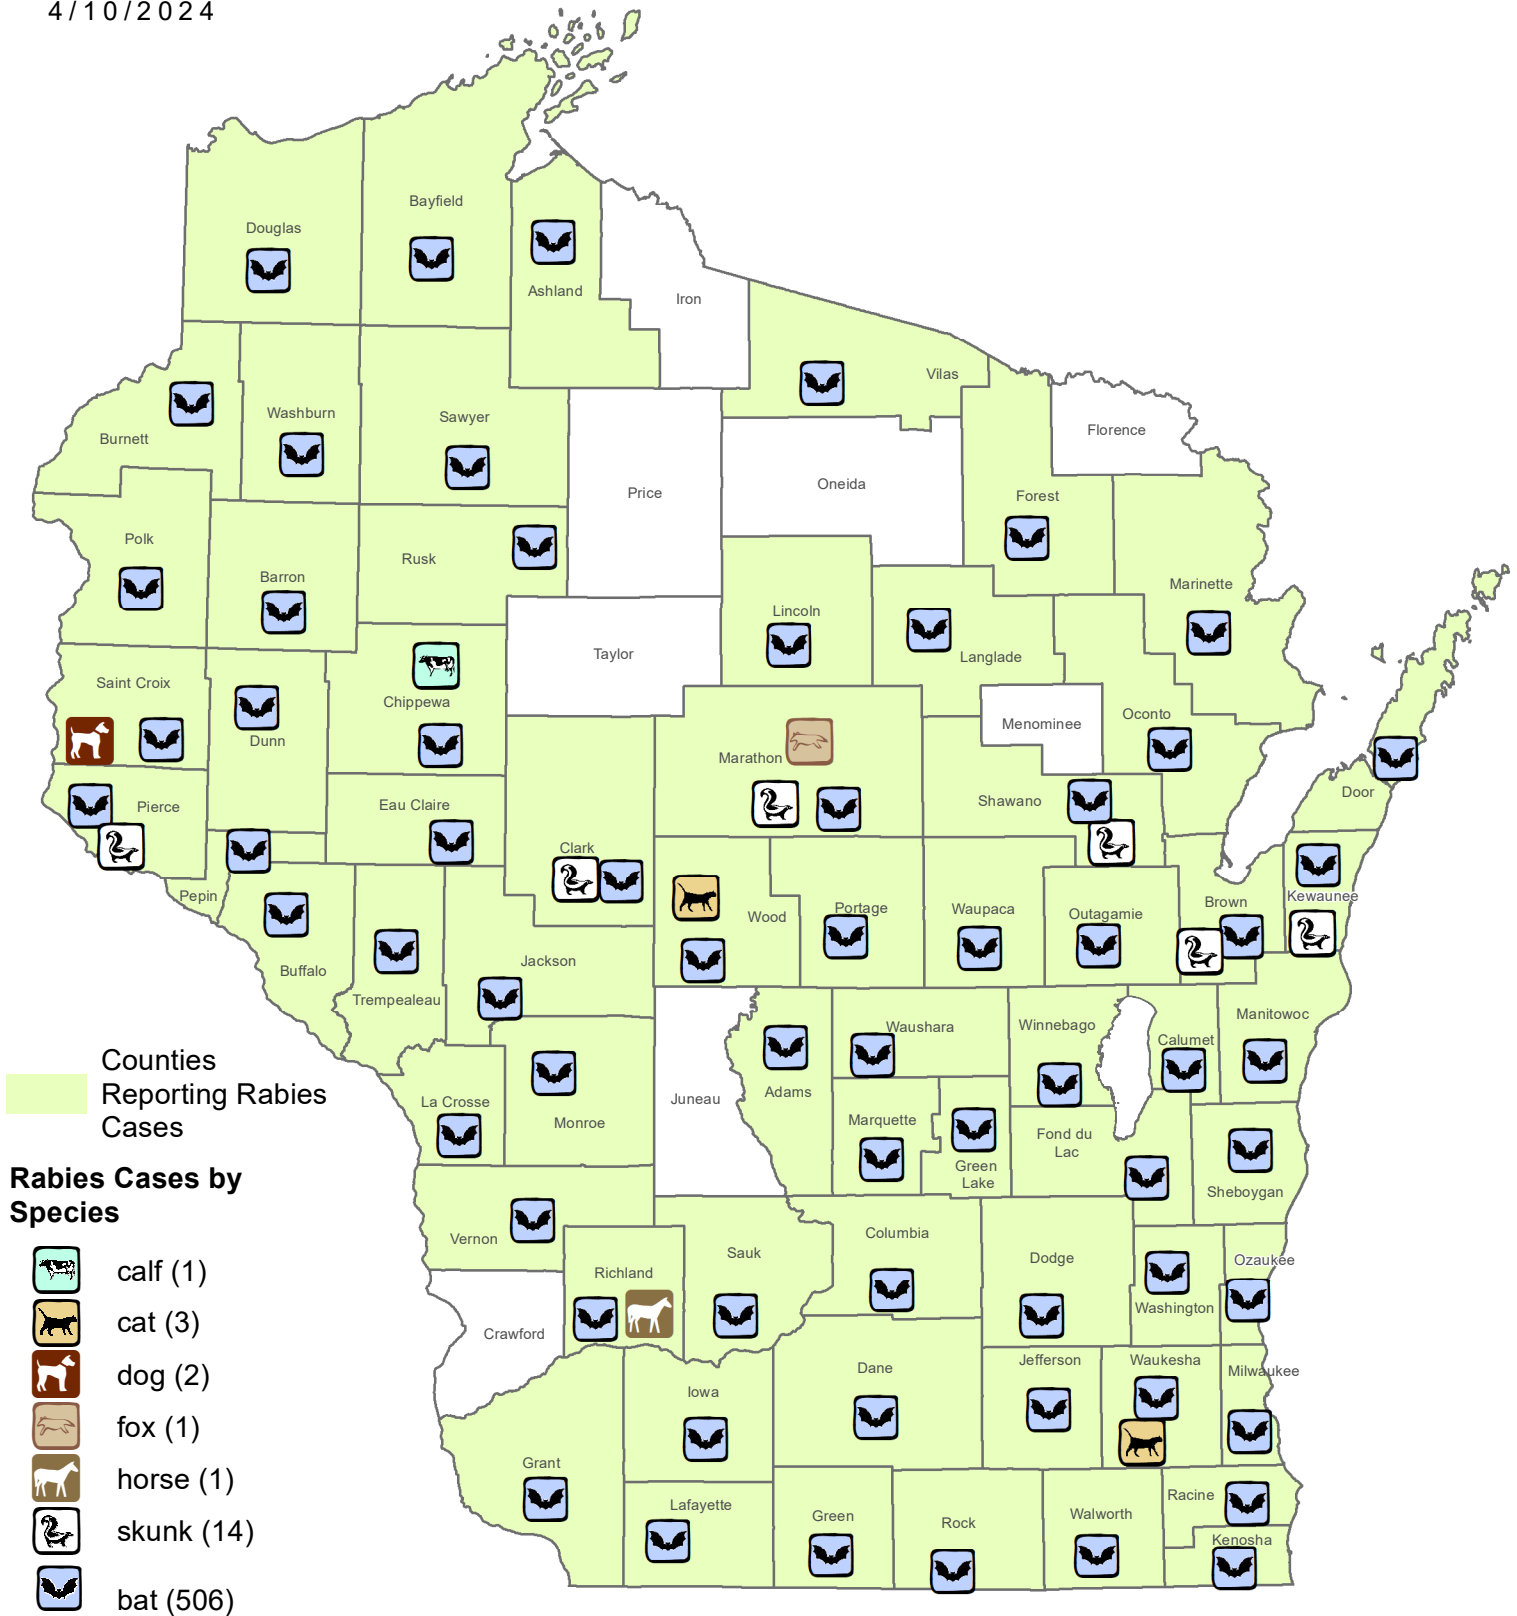 4/10/2024
Bayfield
Douglas
Ashland
Iron
Vilas
Washburn
Sawyer
Burnett
Florence
Price
Oneida
Forest
Polk
Rusk
Barron
Marinette
Lincoln
Taylor
Langlade
Saint Croix
Chippewa
Dunn
Menominee
Oconto
Marathon
Door
Pierce
Eau Claire
Shawano
Clark
Pepin
Kewaunee
Brown
Wood
Portage
Waupaca
Outagamie
Buffalo
Jackson
Trempealeau
Manitowoc
Waushara
Winnebago
Calumet
Counties
Reporting Rabies
Cases
Adams
Juneau
La Crosse
Monroe
Marquette
Fond du
Lac
Green
Lake
Sheboygan
Rabies Cases by
Species
Vernon
Columbia
Sauk
Dodge
Ozaukee
Richland
Washington
Crawford
calf (1)
cat (3)
dog (2)
fox (1)
horse (1)
skunk (14)
bat (506)
Dane
Jefferson
Waukesha
Milwaukee
Iowa
Grant
Lafayette
Green
Rock
Walworth
Racine
Kenosha